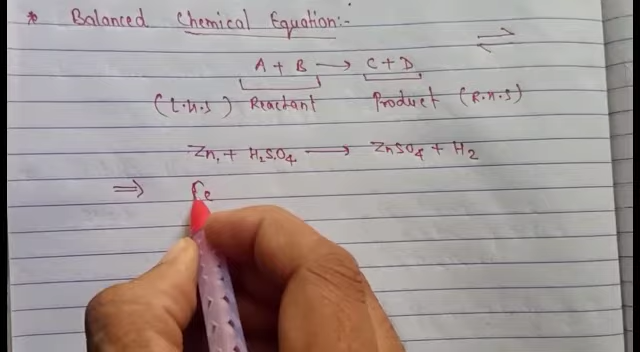 * Balanced Chemical Equation:-
A + B → C + D ⇌
(L.H.S) Reactant Product (R.H.S)
Zn + H₂SO₄ → ZnSO₄ + H₂
⇒ Fe